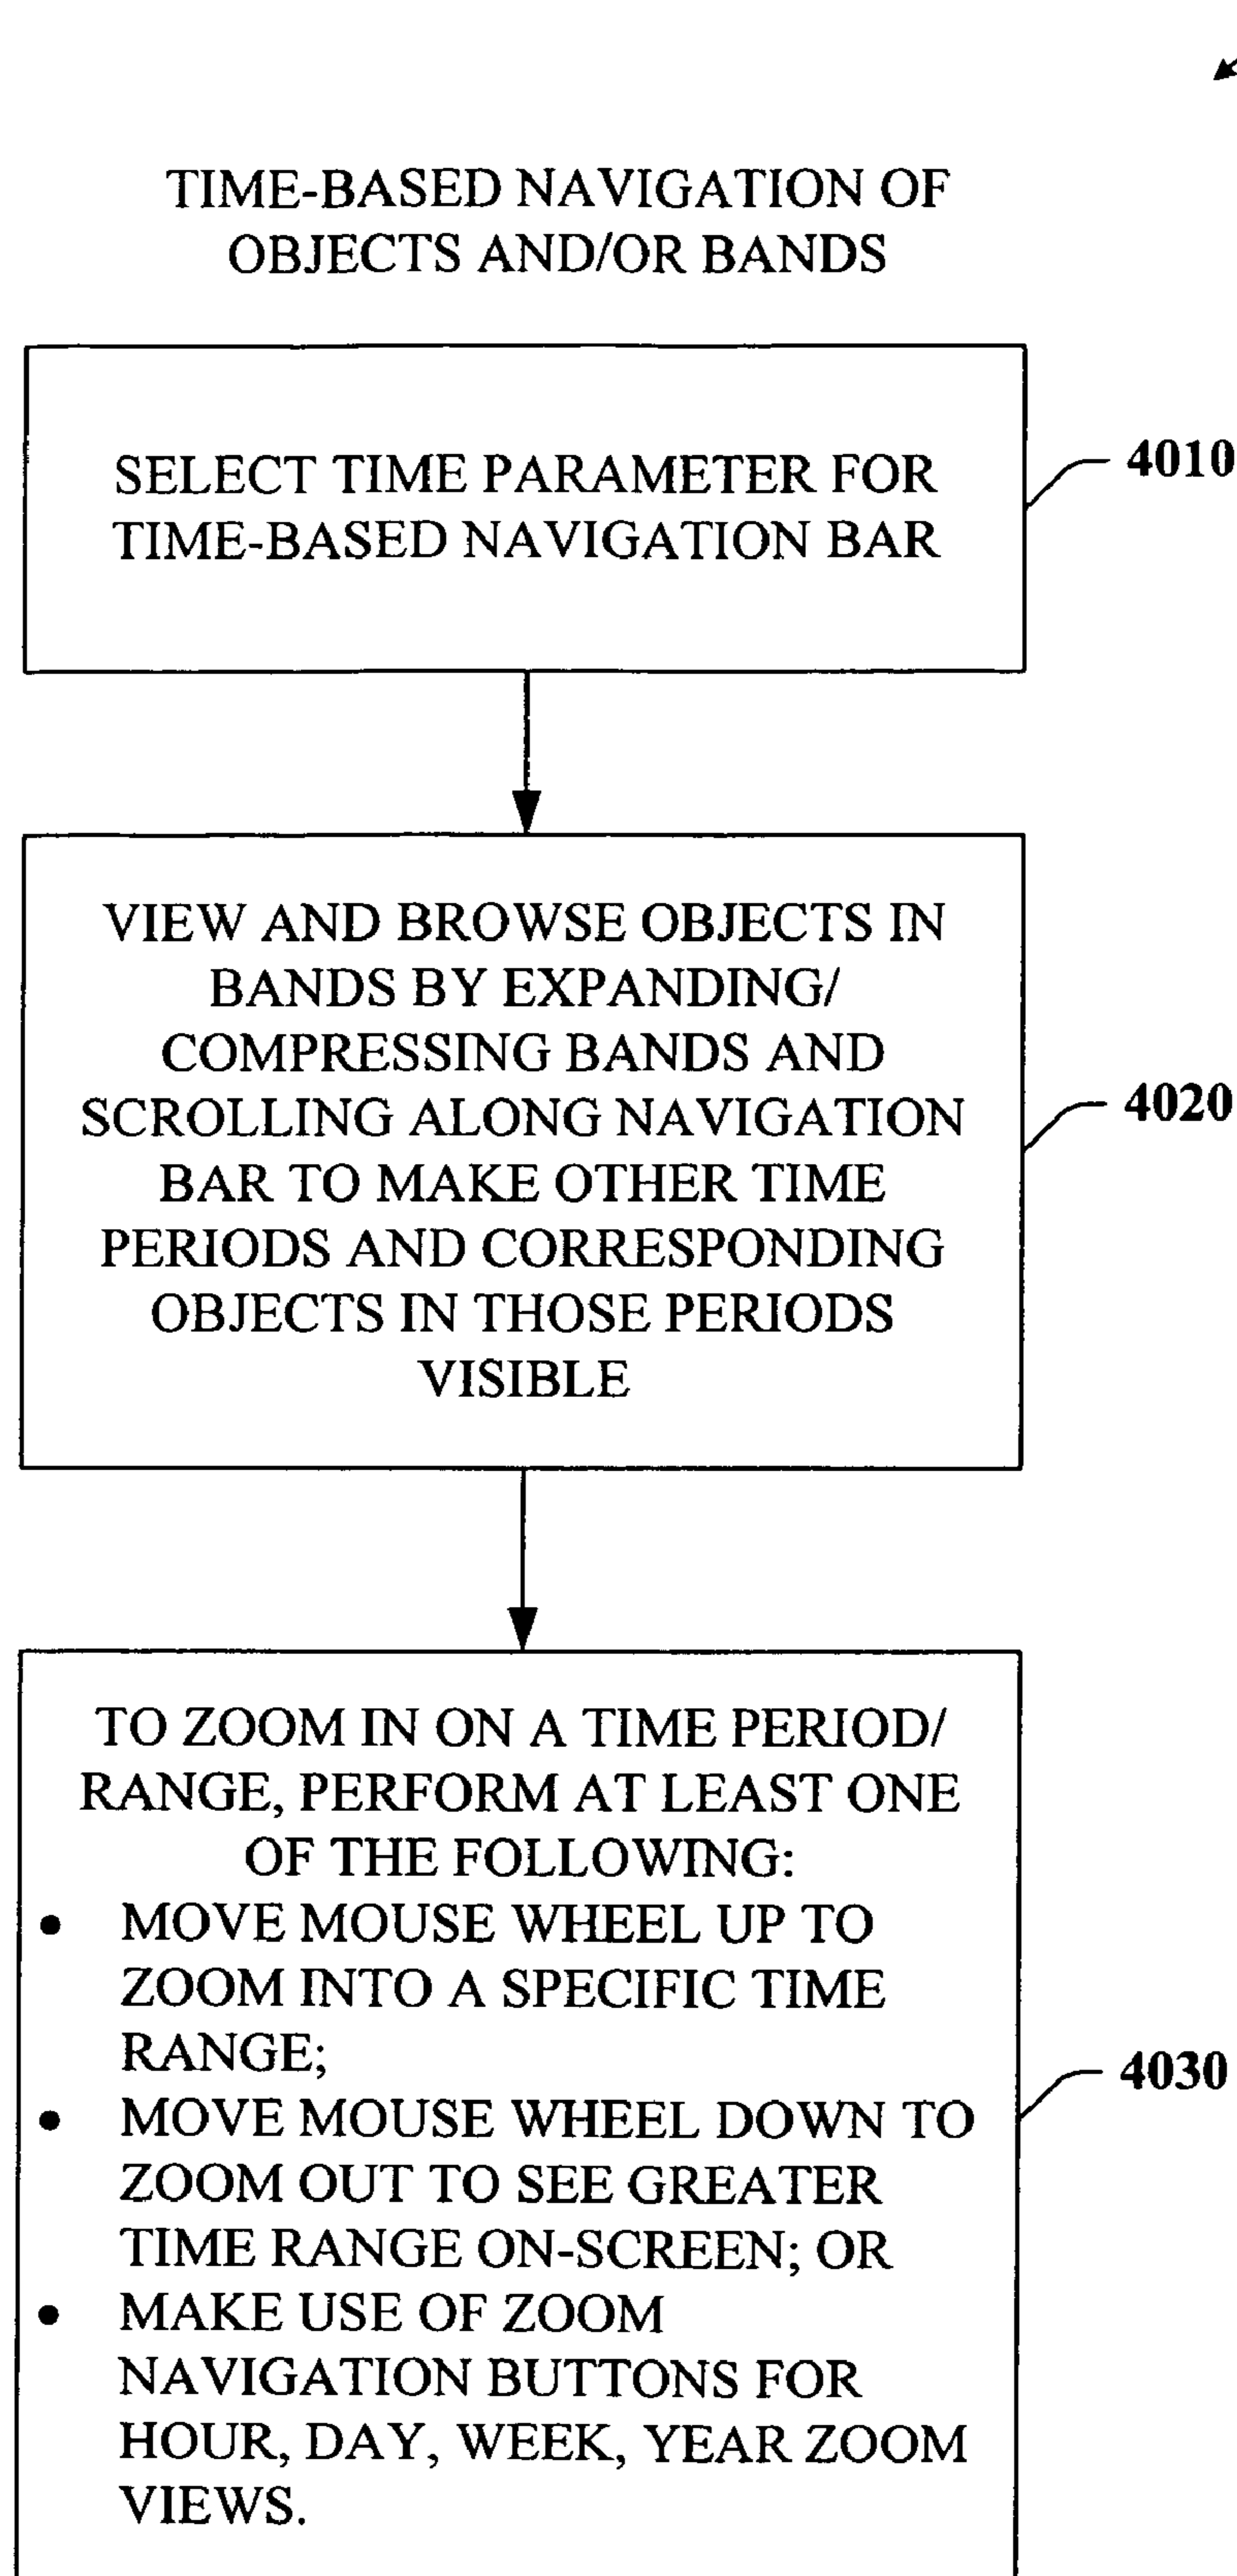 TIME-BASED NAVIGATION OF
OBJECTS AND/OR BANDS
SELECT TIME PARAMETER FOR
TIME-BASED NAVIGATION BAR
4010
VIEW AND BROWSE OBJECTS IN
BANDS BY EXPANDING/
COMPRESSING BANDS AND
SCROLLING ALONG NAVIGATION
BAR TO MAKE OTHER TIME
PERIODS AND CORRESPONDING
OBJECTS IN THOSE PERIODS
VISIBLE
4020
TO ZOOM IN ON A TIME PERIOD/
RANGE, PERFORM AT LEAST ONE
OF THE FOLLOWING:
• MOVE MOUSE WHEEL UP TO
ZOOM INTO A SPECIFIC TIME
RANGE;
• MOVE MOUSE WHEEL DOWN TO
ZOOM OUT TO SEE GREATER
TIME RANGE ON-SCREEN; OR
• MAKE USE OF ZOOM
NAVIGATION BUTTONS FOR
HOUR, DAY, WEEK, YEAR ZOOM
VIEWS.
4030